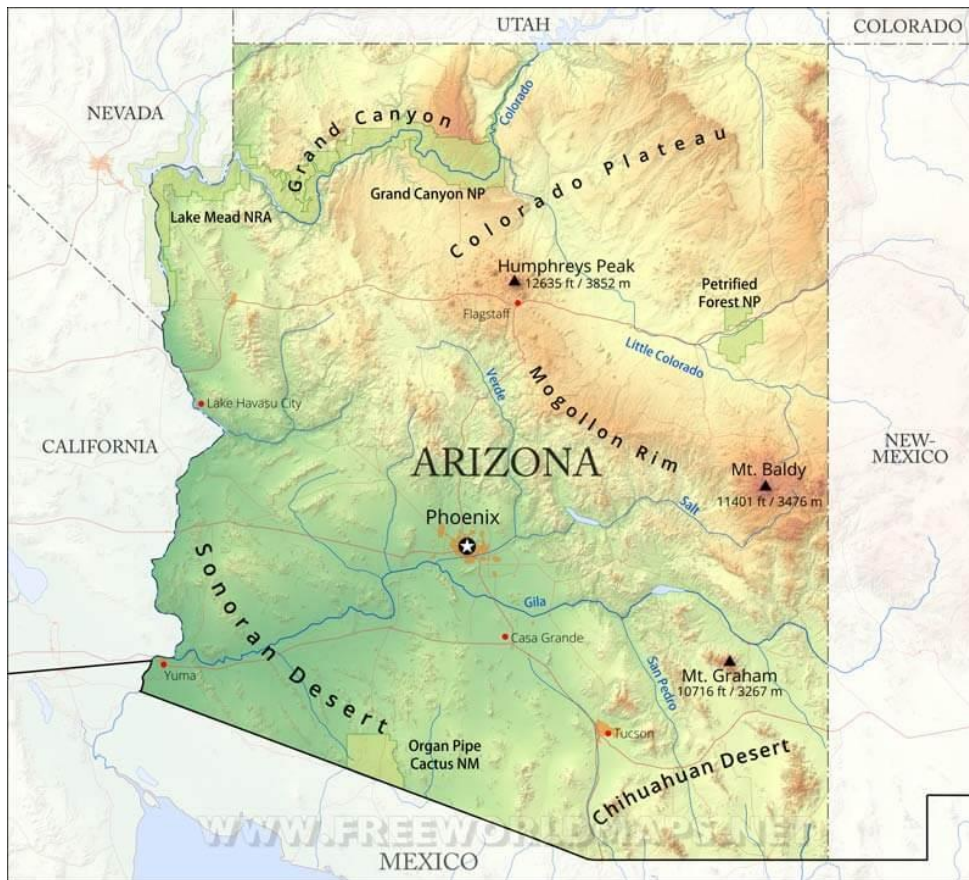 UTAH
COLORADO
NEVADA
Grand Canyon
Colorado
Colorado Plateau
Grand Canyon NP
Lake Mead NRA
Humphreys Peak
12635 ft / 3852 m
Petrified
Forest NP
Flagstaff
Little Colorado
Verde
Mogollon Rim
Lake Havasu City
CALIFORNIA
ARIZONA
NEW-
MEXICO
Mt. Baldy
11401 ft / 3476 m
Salt
Phoenix
Sonoran Desert
Gila
Casa Grande
San Pedro
Mt. Graham
10716 ft / 3267 m
Yuma
Tucson
Organ Pipe
Cactus NM
Chihuahuan Desert
WWW.FREEWORLDMAPS.NET
MEXICO